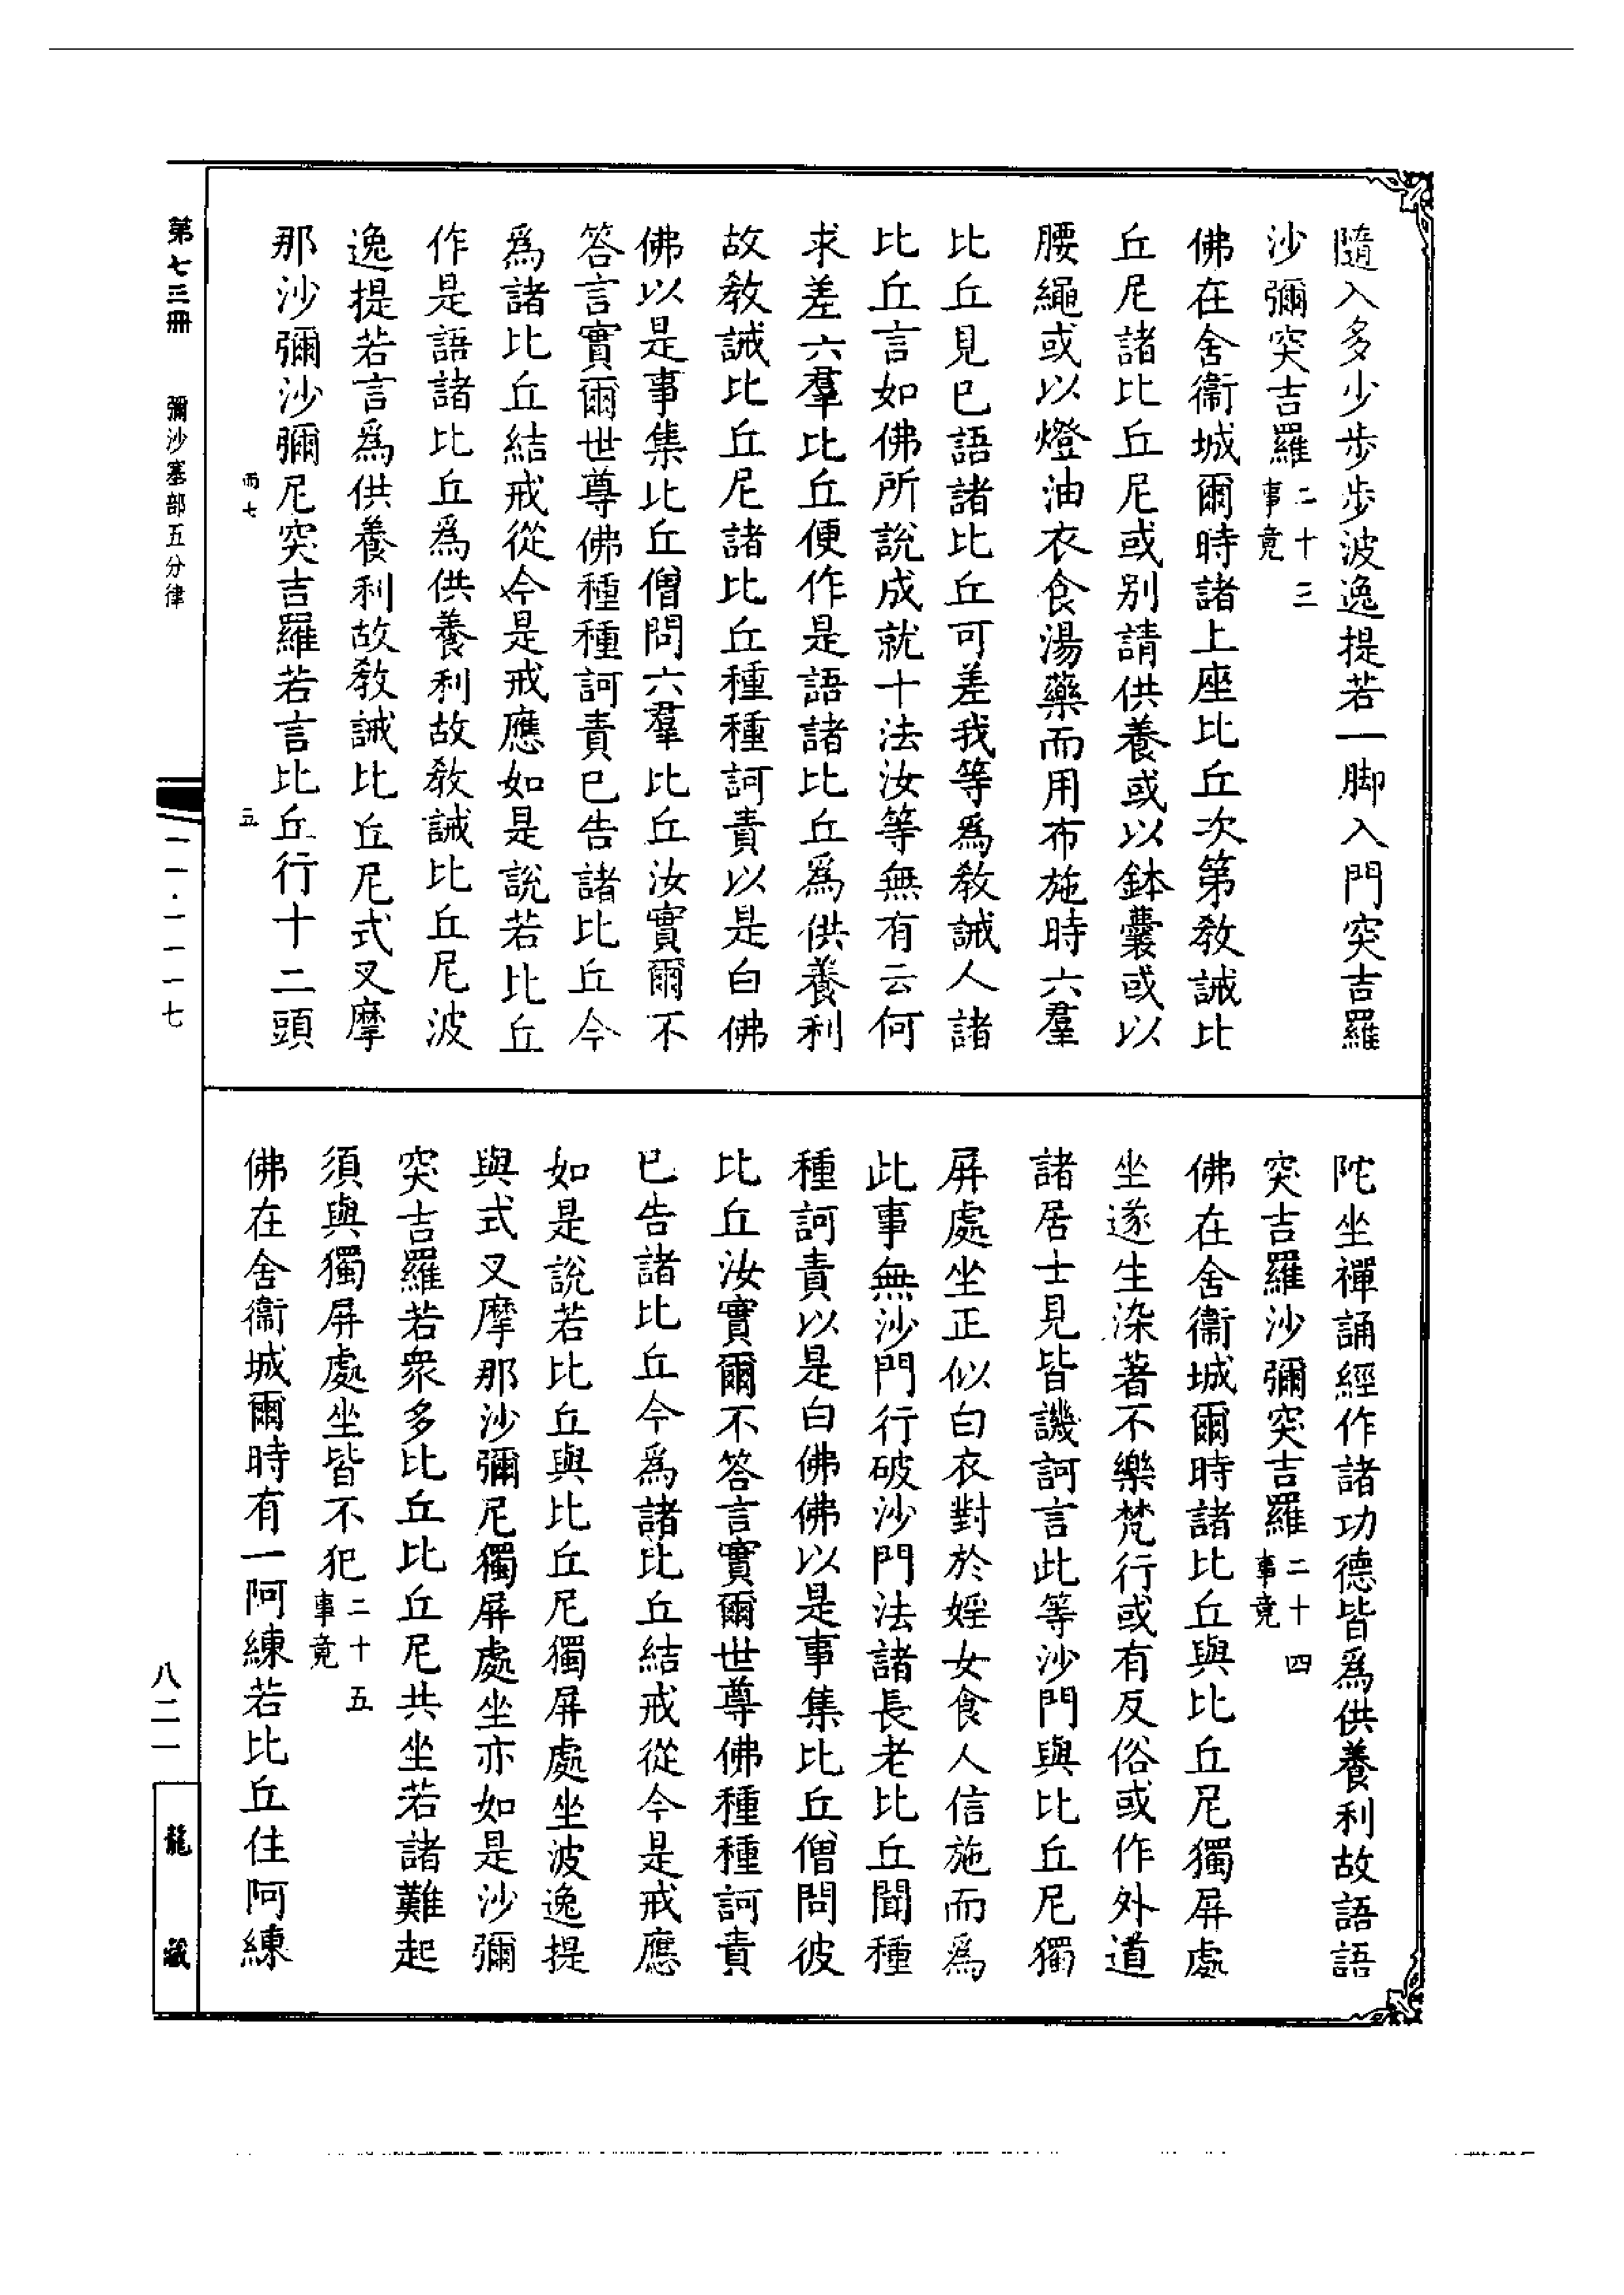 隨入多少步步波逸提若一脚入門突吉羅
沙彌突吉羅二十三事竟
佛在舍衞城爾時諸上座比丘次第教誡比
丘尼諸比丘尼或别請供養或以鉢囊或以
腰繩或以燈油衣食湯藥而用布施時六羣
比丘見已語諸比丘可差我等爲教誡人諸
比丘言如佛所說成就十法汝等無有云何
求差六羣比丘便作是語諸比丘爲供養利
故教誡比丘尼諸比丘種種訶責以是白佛
佛以是事集比丘僧問六羣比丘汝實爾不
答言實爾世尊佛種種訶責已告諸比丘今
爲諸比丘結戒從今是戒應如是說若比丘
作是語諸比丘爲供養利故教誡比丘尼波
逸提若言爲供養利故教誡比丘尼式叉摩
那沙彌沙彌尼突吉羅若言比丘行十二頭
陀坐禪誦經作諸功德皆爲供養利故語語
突吉羅沙彌突吉羅二十四事竟
佛在舍衞城爾時諸比丘與比丘尼獨屏處
坐遂生染著不樂梵行或有反俗或作外道
諸居士見皆譏訶言此等沙門與比丘尼獨
屏處坐正似白衣對於婬女食人信施而爲
此事無沙門行破沙門法諸長老比丘聞種
種訶責以是白佛佛以是事集比丘僧問彼
比丘汝實爾不答言實爾世尊佛種種訶責
已告諸比丘今爲諸比丘結戒從今是戒應
如是說若比丘與比丘尼獨屏處坐波逸提
與式叉摩那沙彌尼獨屏處坐亦如是沙彌
突吉羅若衆多比丘比丘尼共坐若諸難起
須與獨屏處坐皆不犯二十五事竟
佛在舍衞城爾時有一阿練若比丘住阿練
第七三冊 彌沙塞部五分律
一一·一一一七
八二一
龍藏